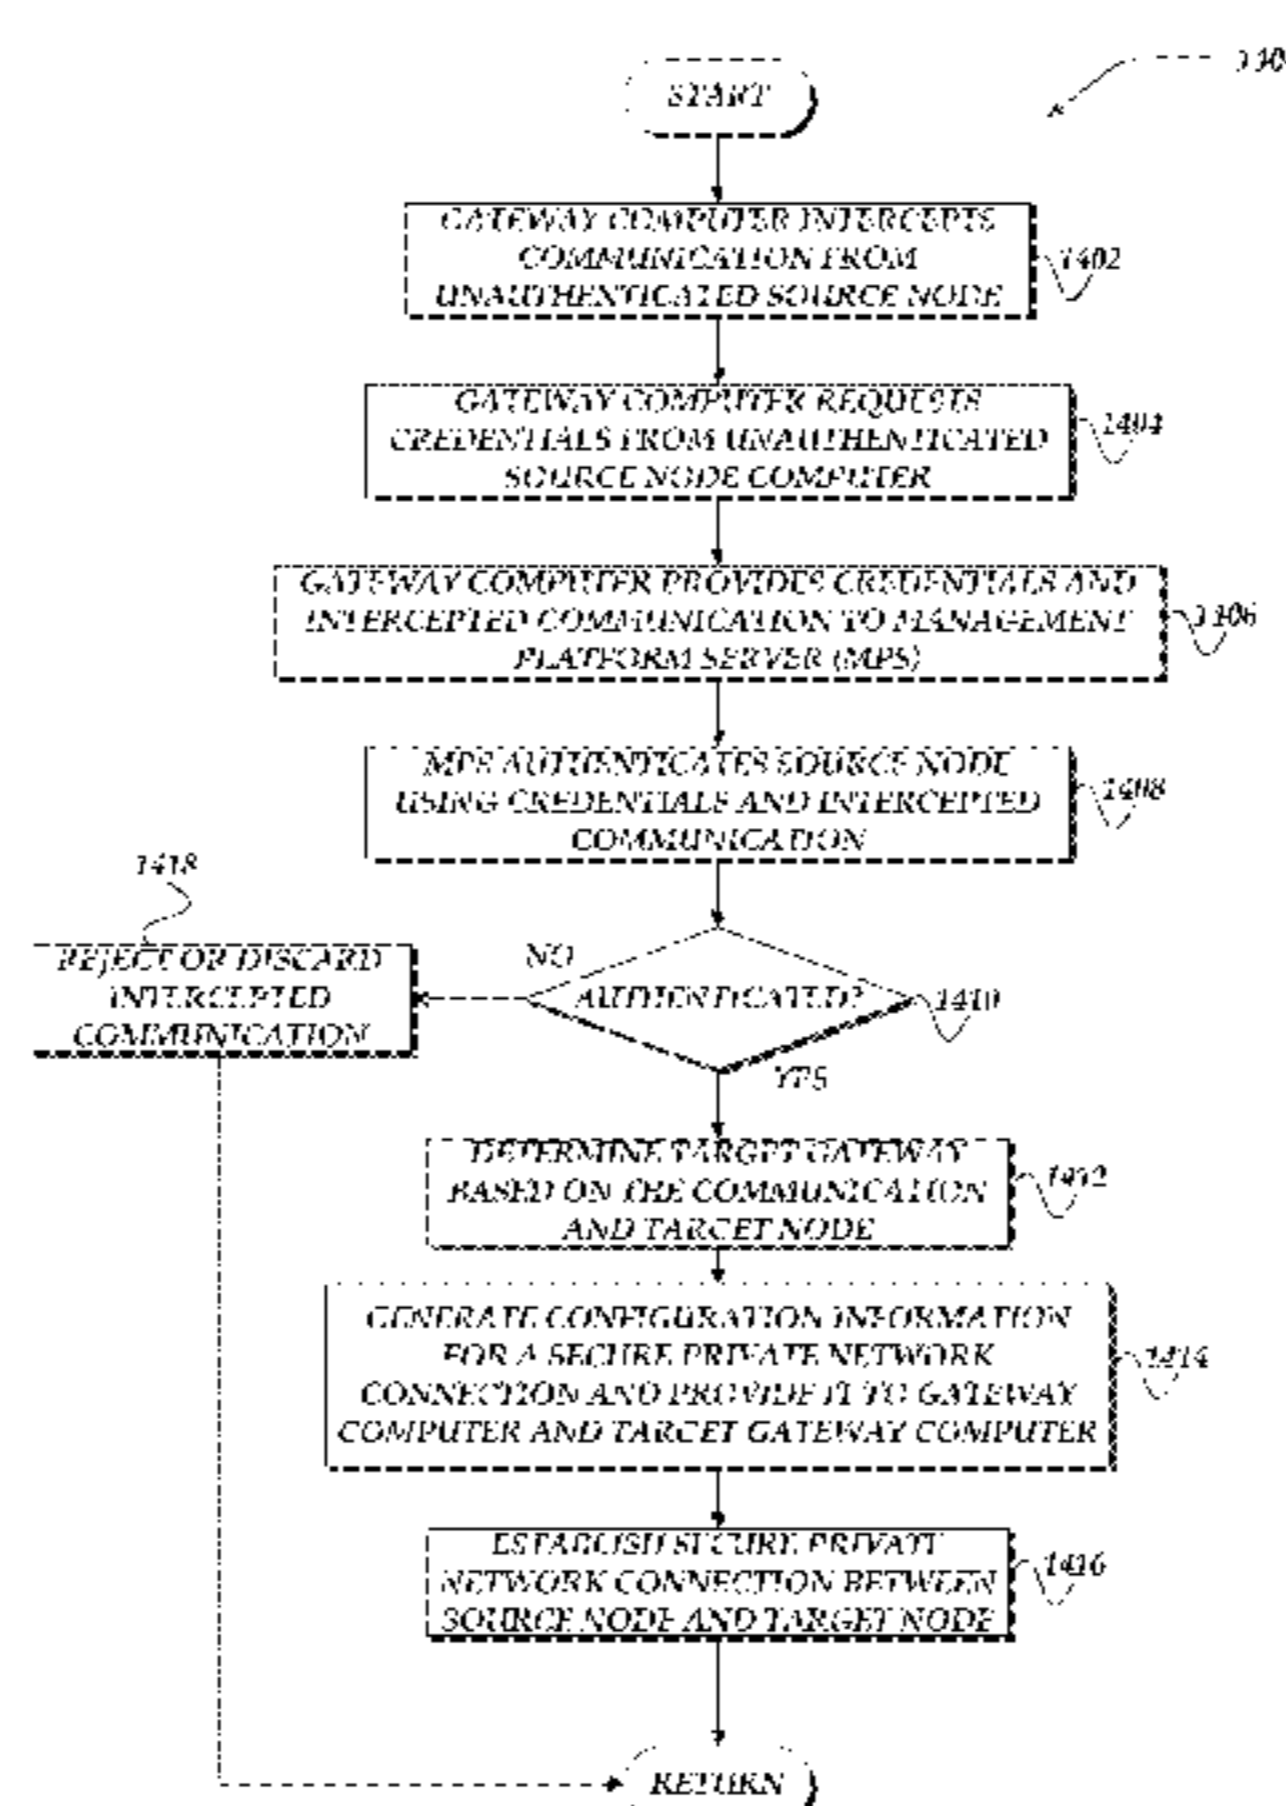 START
GATEWAY COMPUTER INTERCEPTS
COMMUNICATION FROM
UNAUTHENTICATED SOURCE NODE
1402
GATEWAY COMPUTER REQUESTS
CREDENTIALS FROM UNAUTHENTICATED
SOURCE NODE COMPUTER
1404
GATEWAY COMPUTER PROVIDES CREDENTIALS AND
INTERCEPTED COMMUNICATION TO MANAGEMENT
PLATFORM SERVER (MPS)
1406
MPS AUTHENTICATES SOURCE NODE
USING CREDENTIALS AND INTERCEPTED
COMMUNICATION
1408
1418
REJECT OR DISCARD
INTERCEPTED
COMMUNICATION
NO
AUTHENTICATED?
1410
YES
DETERMINE TARGET GATEWAY
BASED ON THE COMMUNICATION
AND TARGET NODE
1412
GENERATE CONFIGURATION INFORMATION
FOR A SECURE PRIVATE NETWORK
CONNECTION AND PROVIDE IT TO GATEWAY
COMPUTER AND TARGET GATEWAY COMPUTER
1414
ESTABLISH SECURE PRIVATE
NETWORK CONNECTION BETWEEN
SOURCE NODE AND TARGET NODE
1416
RETURN